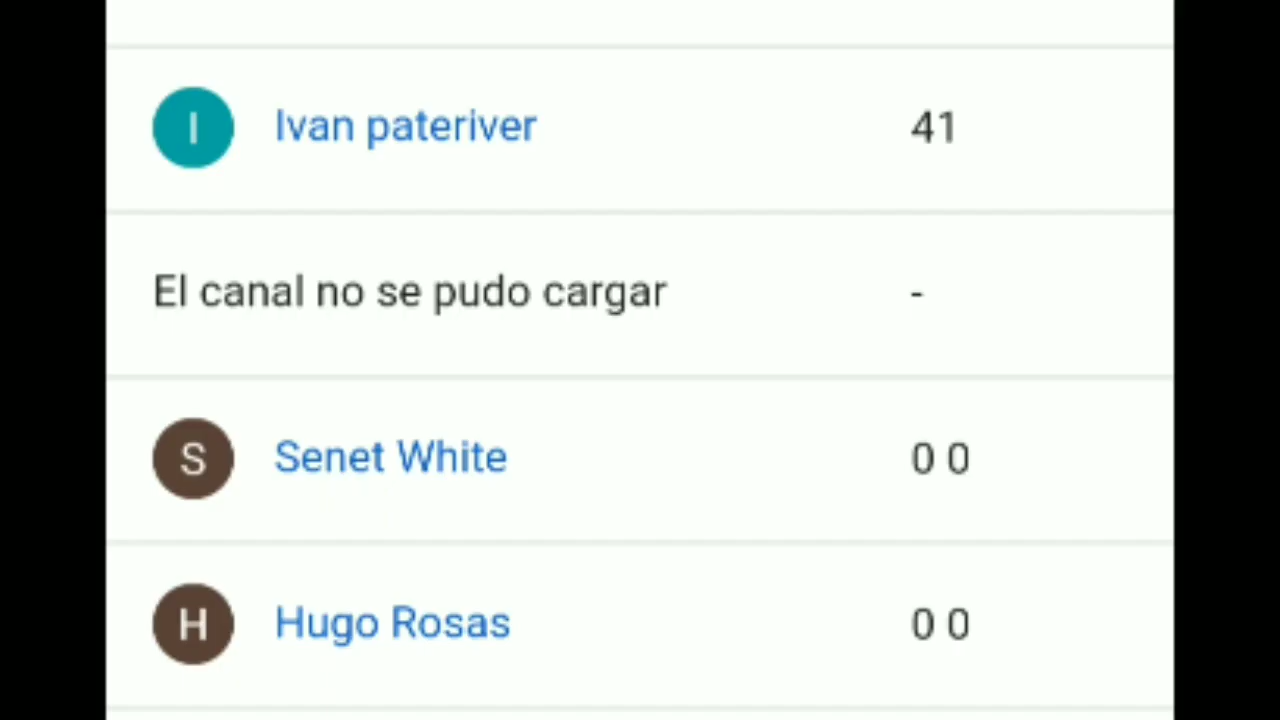 I Ivan pateriver 41
El canal no se pudo cargar -
S Senet White 0 0
H Hugo Rosas 0 0